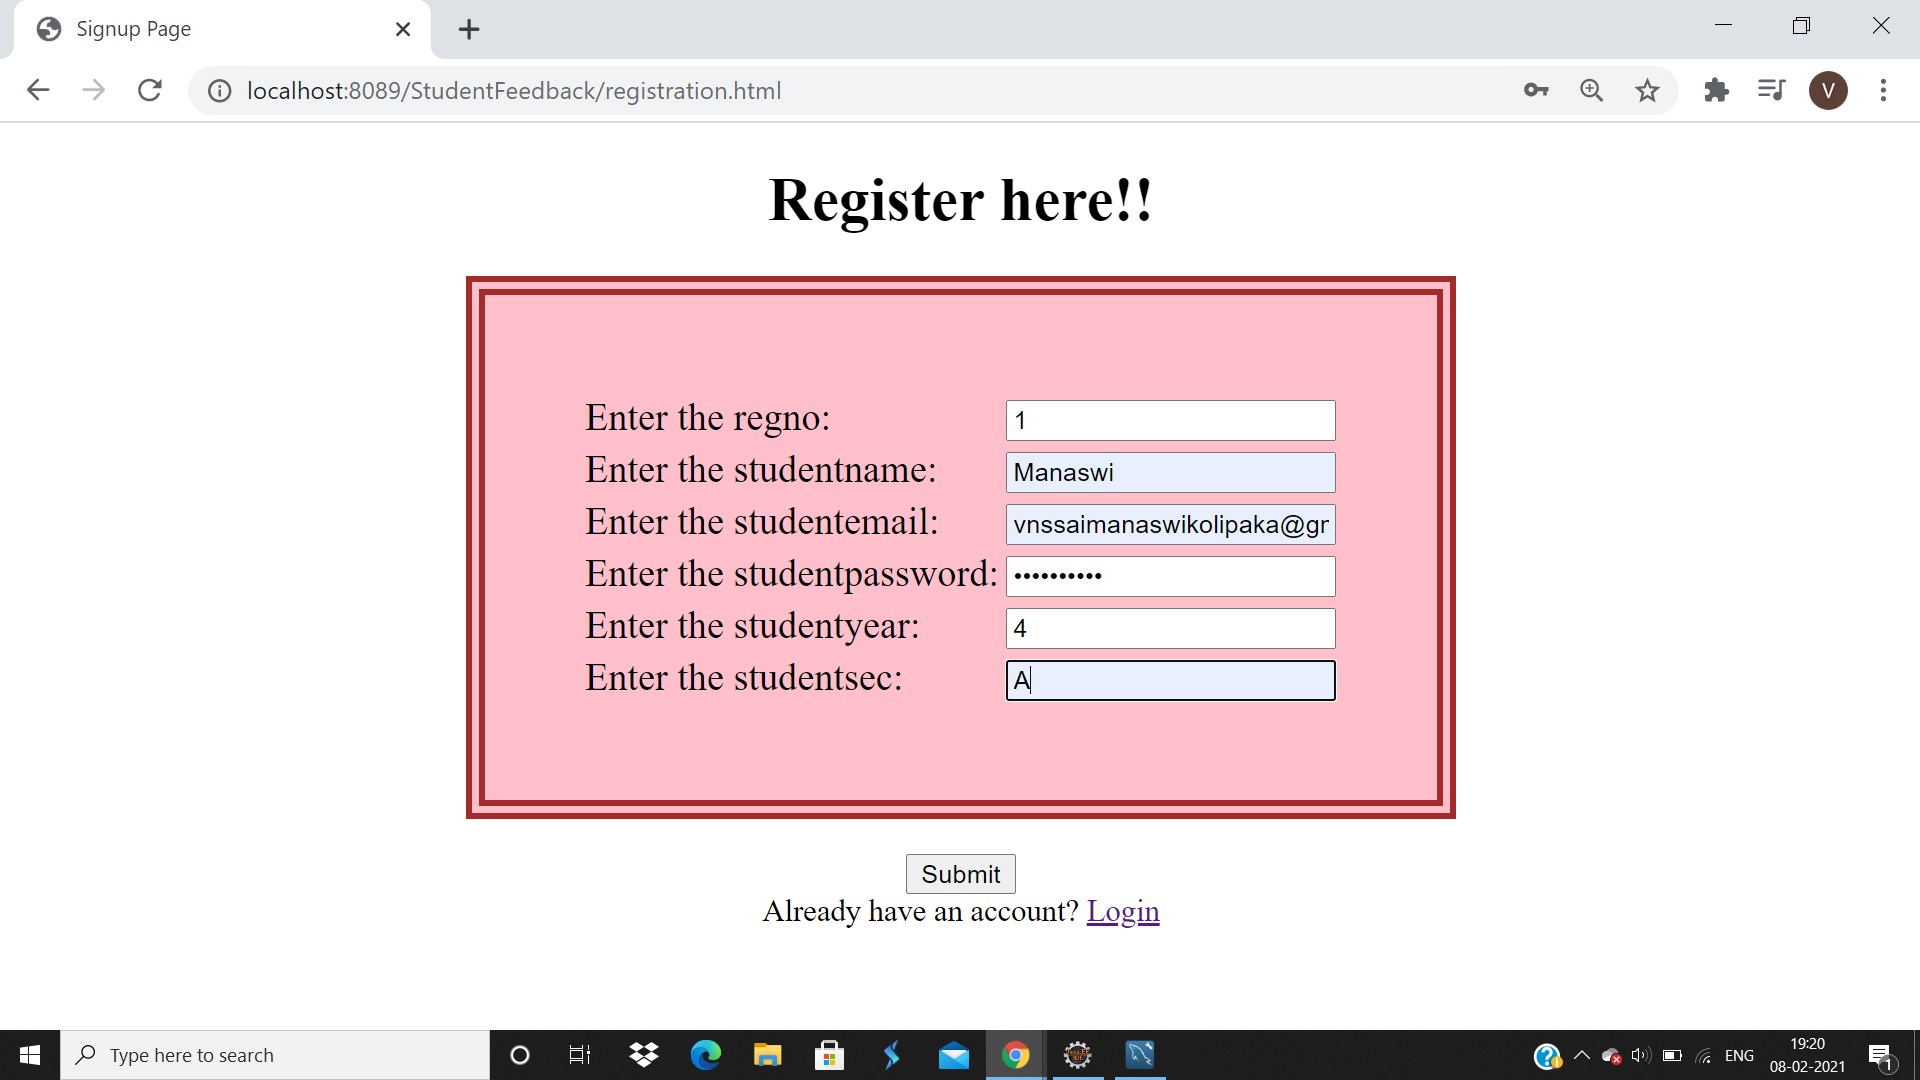 Signup Page
localhost:8089/StudentFeedback/registration.html
V
Register here!!
Enter the regno: 1
Enter the studentname: Manaswi
Enter the studentemail: vnssaimanaswikolipaka@gr
Enter the studentpassword: ••••••••••
Enter the studentyear: 4
Enter the studentsec: A
Submit
Already have an account? Login
Type here to search
ENG
19:20
08-02-2021
1